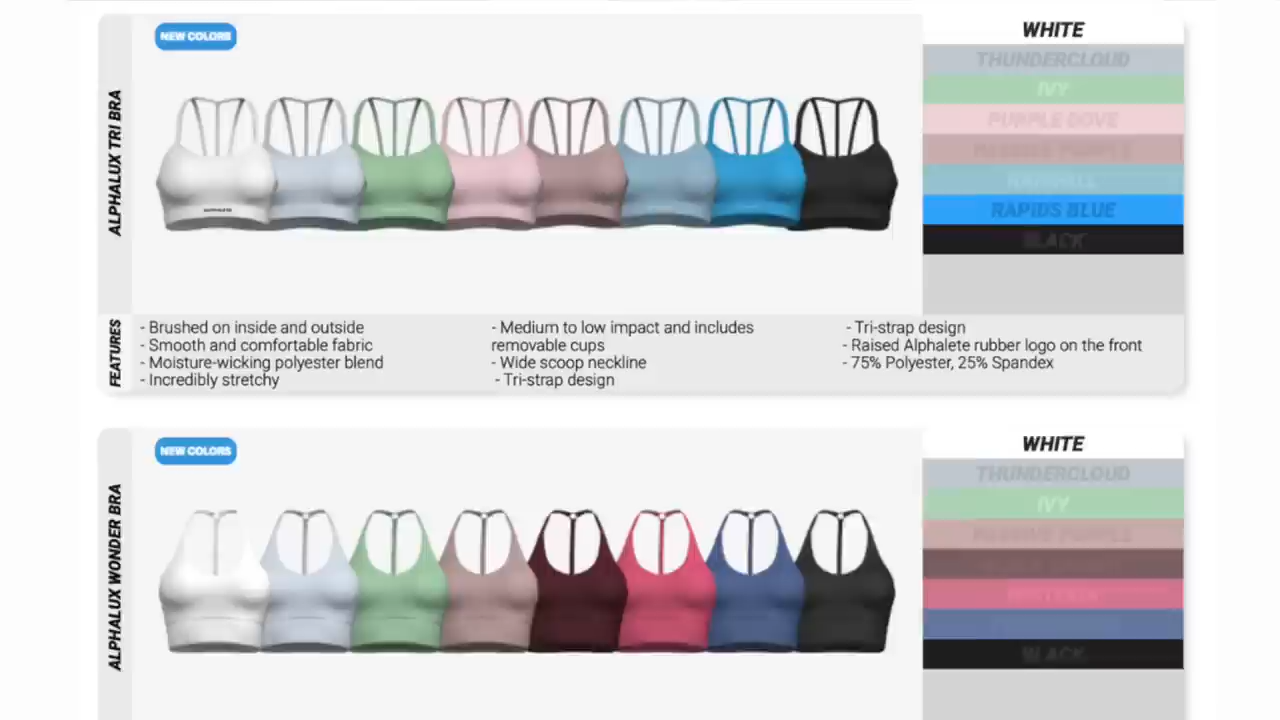 NEW COLORS
ALPHALUX TRI BRA
WHITE
THUNDERCLOUD
IVY
PURPLE DOVE
RAINFALL
RAPIDS BLUE
BLACK
FEATURES
- Brushed on inside and outside
- Smooth and comfortable fabric
- Moisture-wicking polyester blend
- Incredibly stretchy
- Medium to low impact and includes
removable cups
- Wide scoop neckline
- Tri-strap design
- Tri-strap design
- Raised Alphalete rubber logo on the front
- 75% Polyester, 25% Spandex
NEW COLORS
ALPHALUX WONDER BRA
WHITE
THUNDERCLOUD
IVY
BLACK